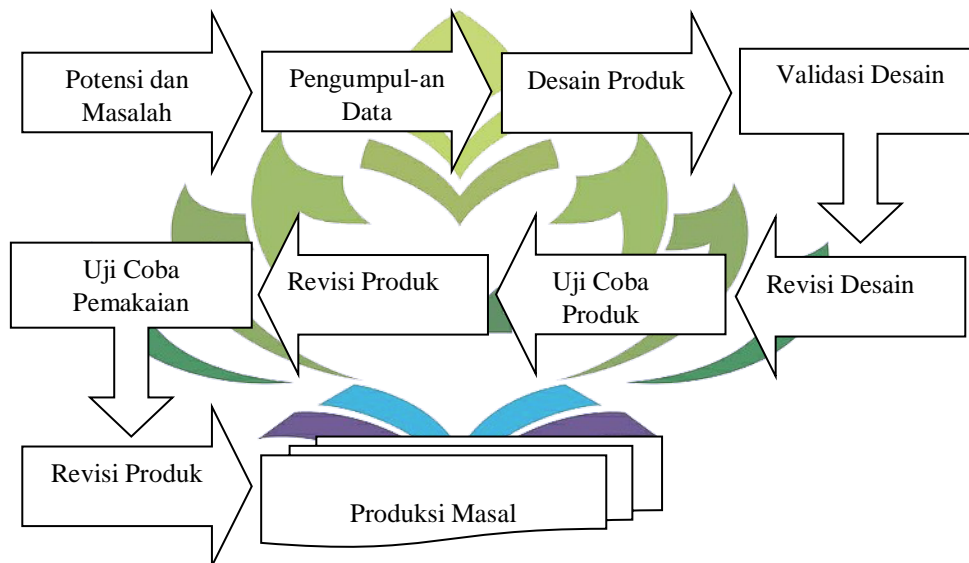 Potensi dan
Masalah
Pengumpul-an
Data
Desain Produk
Validasi Desain
Uji Coba
Pemakaian
Revisi Produk
Uji Coba
Produk
Revisi Desain
Revisi Produk
Produksi Masal